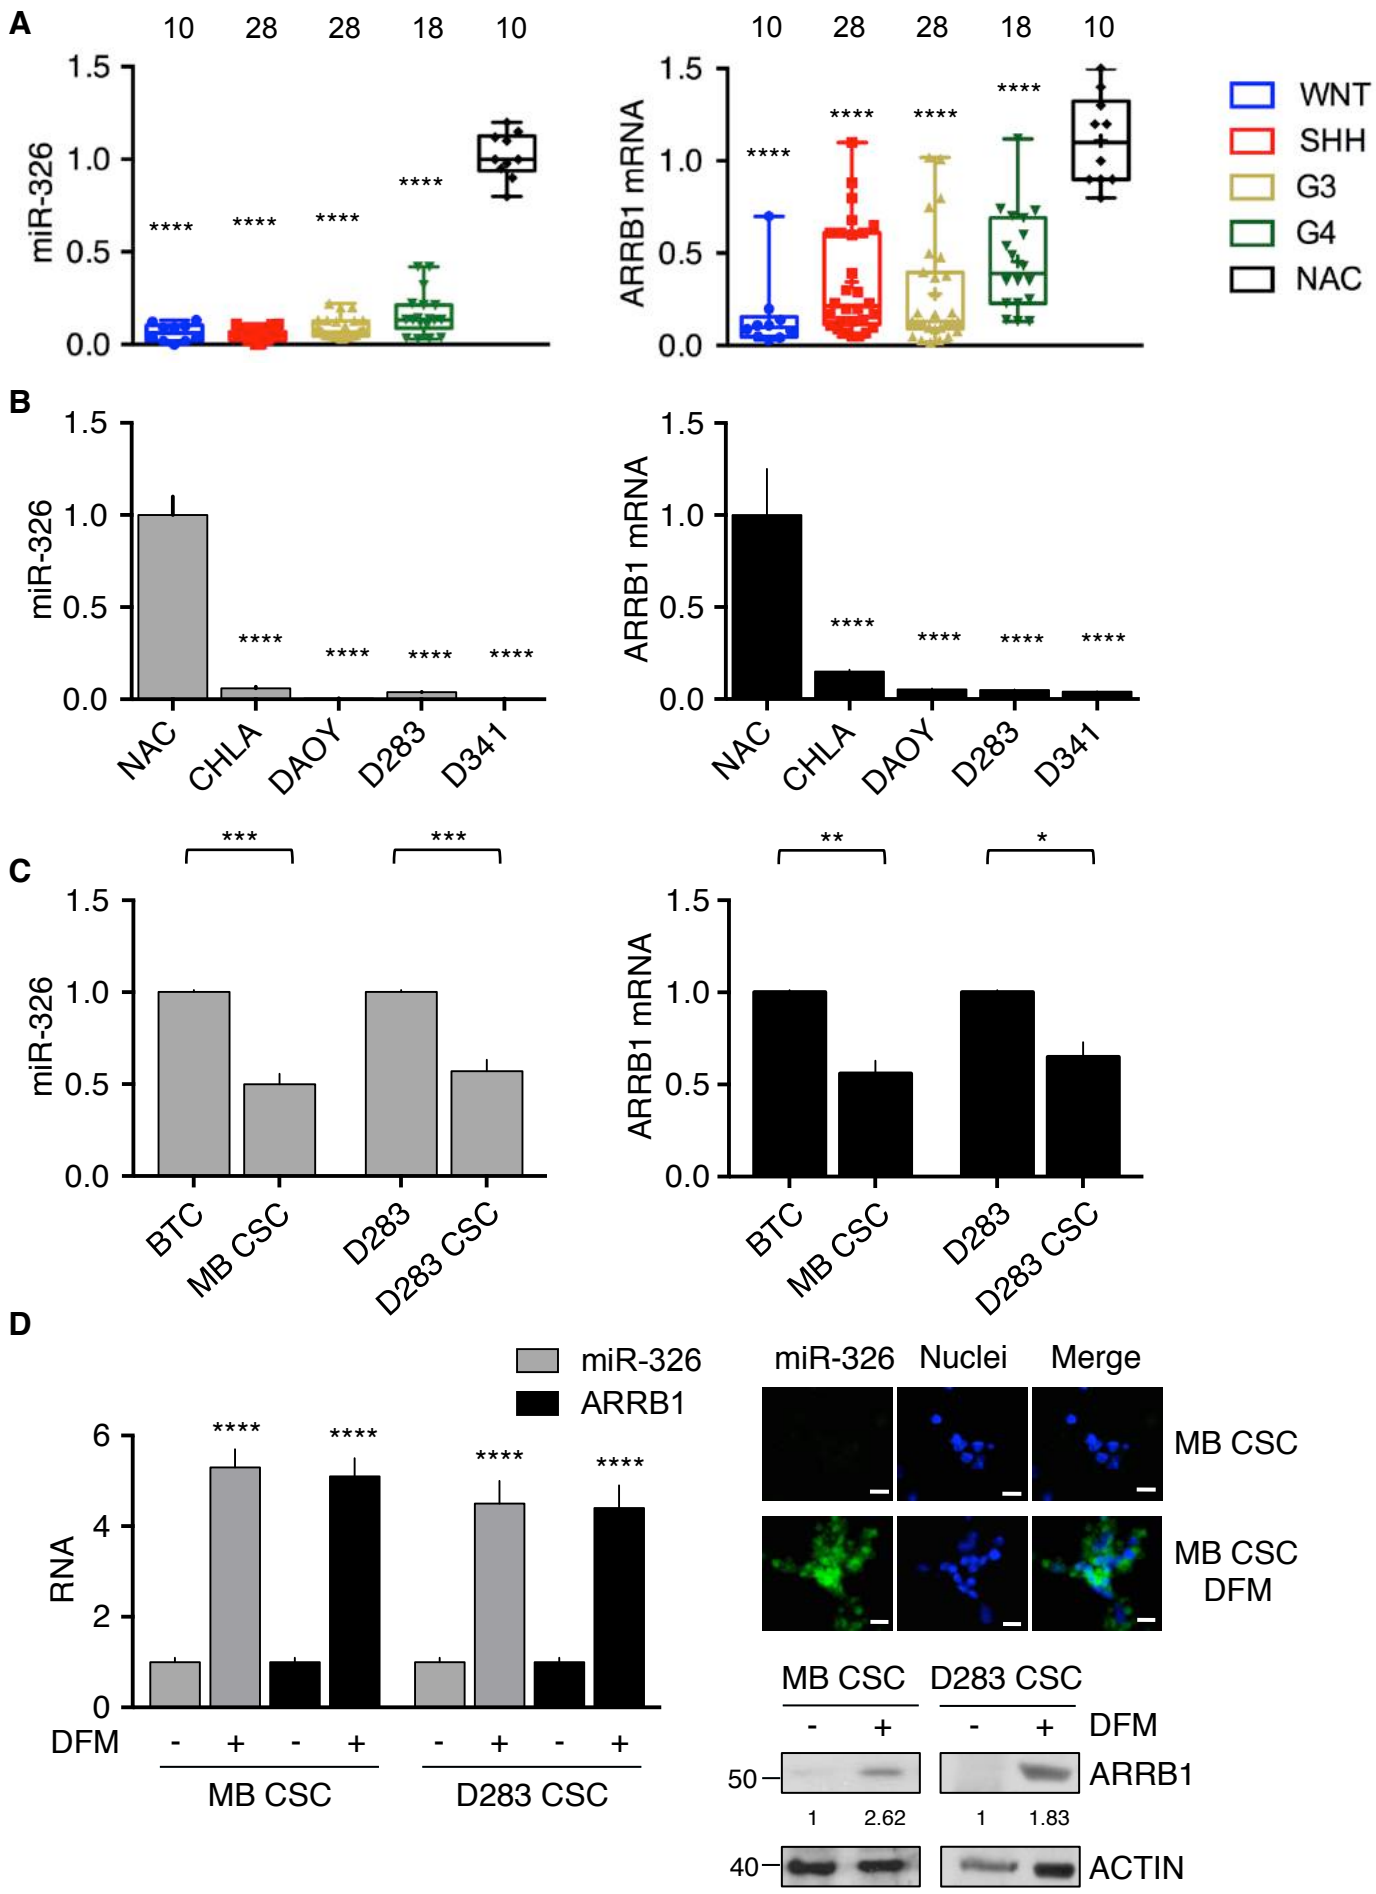 A
10 28 28 18 10
miR-326
1.5
1.0
0.5
0.0
**** **** **** ****
10 28 28 18 10
ARRB1 mRNA
1.5
1.0
0.5
0.0
**** **** **** ****
WNT
SHH
G3
G4
NAC
B
miR-326
1.5
1.0
0.5
0.0
**** **** **** ****
NAC CHLA DAOY D283 D341
ARRB1 mRNA
1.5
1.0
0.5
0.0
**** **** **** ****
NAC CHLA DAOY D283 D341
C
*** ***
miR-326
1.5
1.0
0.5
0.0
BTC MB CSC D283 D283 CSC
** *
ARRB1 mRNA
1.5
1.0
0.5
0.0
BTC MB CSC D283 D283 CSC
D
miR-326
ARRB1
RNA
6
4
2
0
**** **** **** ****
DFM - + - + - + - +
MB CSC D283 CSC
miR-326 Nuclei Merge
MB CSC
MB CSC
DFM
MB CSC D283 CSC
- + - + DFM
50 ARRB1
1 2.62 1 1.83
40 ACTIN